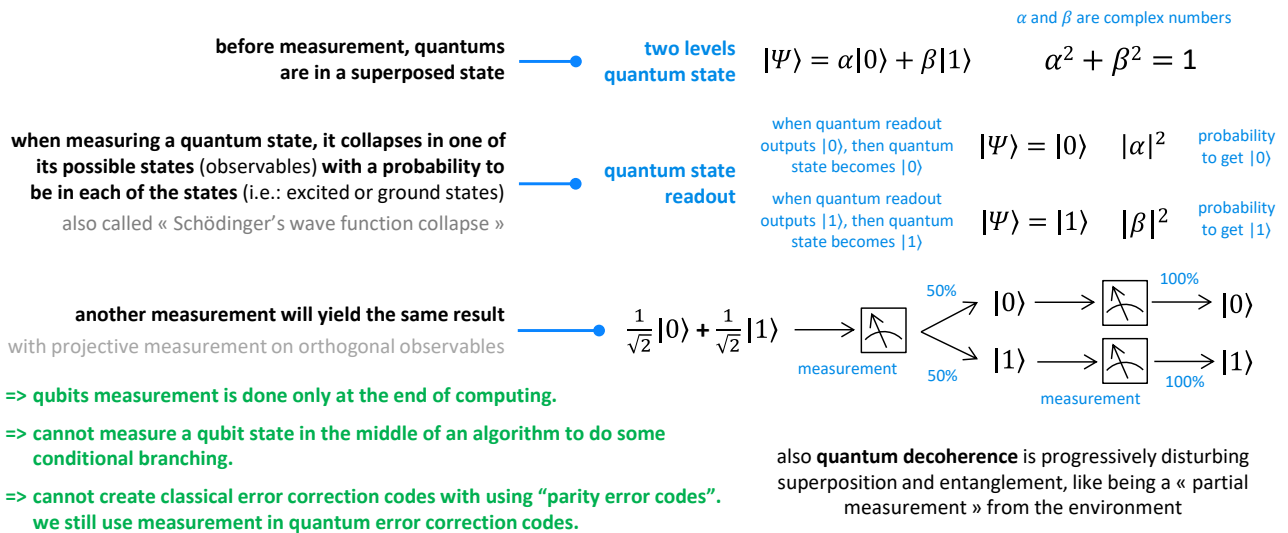 α and β are complex numbers
before measurement, quantums
are in a superposed state
two levels
quantum state
|Ψ⟩ = α|0⟩ + β|1⟩
α² + β² = 1
when measuring a quantum state, it collapses in one of
its possible states (observables) with a probability to
be in each of the states (i.e.: excited or ground states)
also called « Schödinger’s wave function collapse »
quantum state
readout
when quantum readout
outputs |0⟩, then quantum
state becomes |0⟩
|Ψ⟩ = |0⟩
|α|²
probability
to get |0⟩
when quantum readout
outputs |1⟩, then quantum
state becomes |1⟩
|Ψ⟩ = |1⟩
|β|²
probability
to get |1⟩
another measurement will yield the same result
with projective measurement on orthogonal observables
1/√2 |0⟩ + 1/√2 |1⟩
measurement
50%
|0⟩
100%
|0⟩
50%
|1⟩
100%
|1⟩
measurement
=> qubits measurement is done only at the end of computing.
=> cannot measure a qubit state in the middle of an algorithm to do some
conditional branching.
=> cannot create classical error correction codes with using “parity error codes”.
we still use measurement in quantum error correction codes.
also quantum decoherence is progressively disturbing
superposition and entanglement, like being a « partial
measurement » from the environment